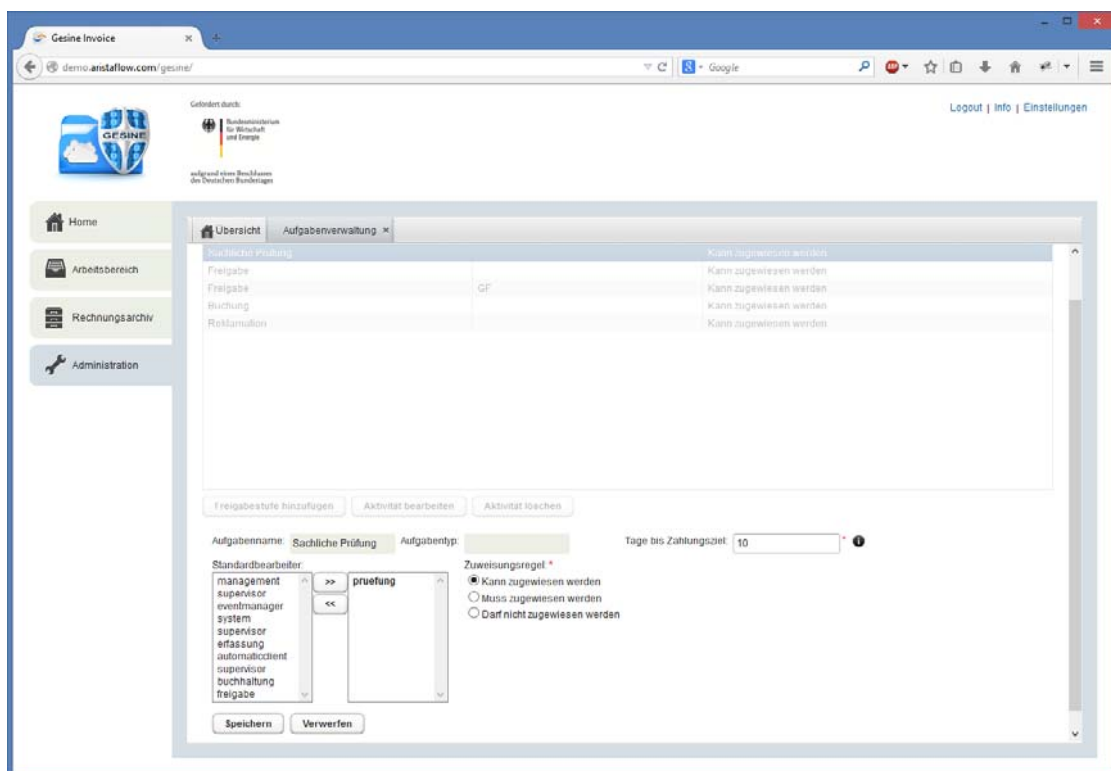 Gesine Invoice
demo.aristaflow.com/gesine/
Google
GESINE
Gefördert durch:
Bundesministerium
für Wirtschaft
und Energie
aufgrund eines Beschlusses
des Deutschen Bundestages
Logout | Info | Einstellungen
Home
Arbeitsbereich
Rechnungsarchiv
Administration
Übersicht Aufgabenverwaltung
Sachliche Prüfung Kann zugewiesen werden
Freigabe Kann zugewiesen werden
Freigabe GF Kann zugewiesen werden
Buchung Kann zugewiesen werden
Reklamation Kann zugewiesen werden
Freigabestufe hinzufügen Aktivität bearbeiten Aktivität löschen
Aufgabenname: Sachliche Prüfung Aufgabentyp: Tage bis Zahlungsziel: 10 *
Standardbearbeiter: Zuweisungsregel *
management >> pruefung Kann zugewiesen werden
supervisor Muss zugewiesen werden
eventmanager << Darf nicht zugewiesen werden
system
supervisor
erfassung
automaticclient
supervisor
buchhaltung
freigabe
Speichern Verwerfen